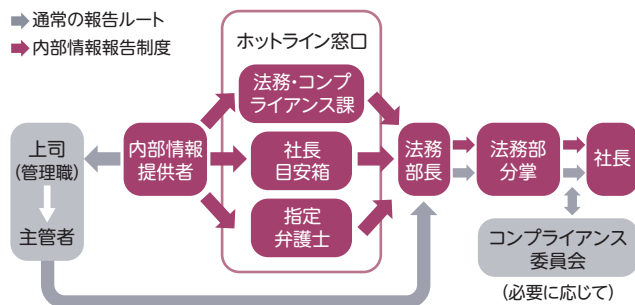 通常の報告ルート
内部情報報告制度
ホットライン窓口
法務・コンプ
ライアンス課
上司
(管理職)
主管者
内部情報
提供者
社長
目安箱
指定
弁護士
法務
部長
法務部
分掌
社長
コンプライアンス
委員会
(必要に応じて)